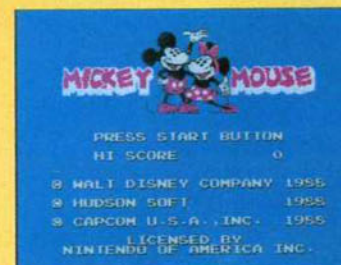 MICKEY MOUSE
PRESS START BUTTON
HI SCORE 0
© WALT DISNEY COMPANY 1988
© HUDSON SOFT 1988
© CAPCOM U.S.A.,INC. 1988
LICENSED BY
NINTENDO OF AMERICA INC.